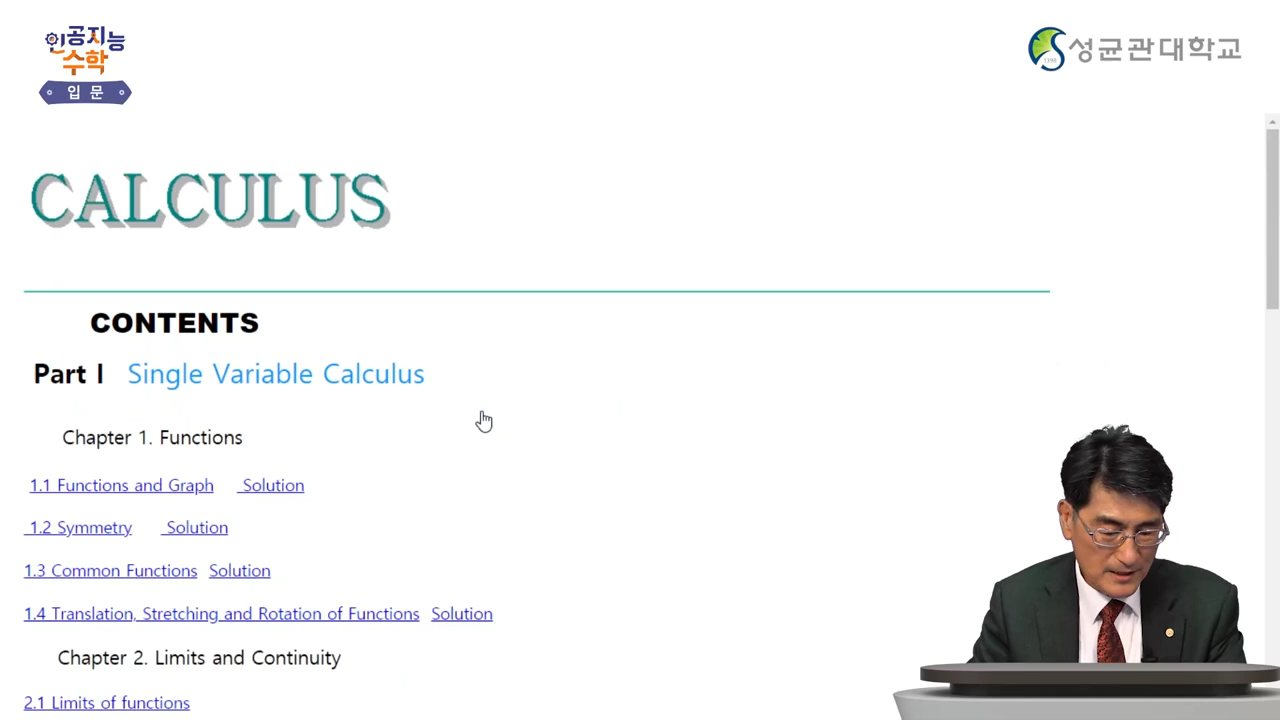 인공지능
수학
입문
1398
성균관대학교
CALCULUS
CONTENTS
Part I Single Variable Calculus
Chapter 1. Functions
1.1 Functions and Graph Solution
1.2 Symmetry Solution
1.3 Common Functions Solution
1.4 Translation, Stretching and Rotation of Functions Solution
Chapter 2. Limits and Continuity
2.1 Limits of functions